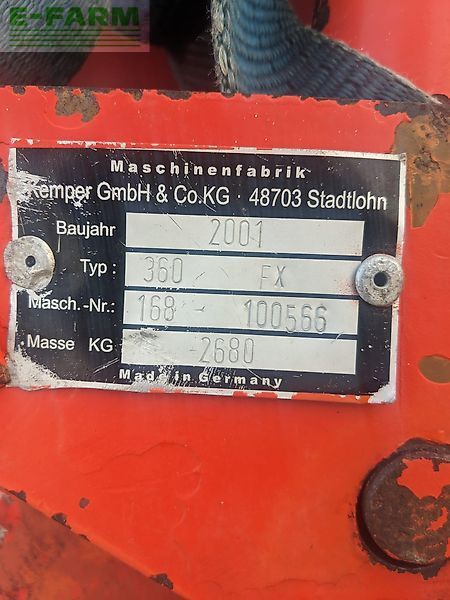 E-FARM
Maschinenfabrik
Kemper GmbH & Co.KG · 48703 Stadtlohn
Baujahr 2001
Typ: 360 FX
Masch.-Nr.: 168 - 100566
Masse KG 2680
Made in Germany